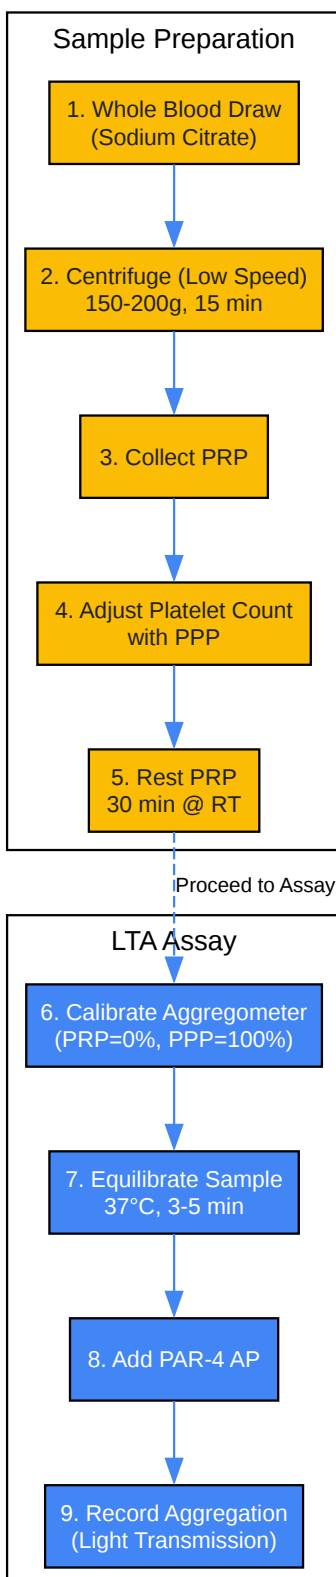 Sample Preparation
1. Whole Blood Draw
(Sodium Citrate)
2. Centrifuge (Low Speed)
150-200g, 15 min
3. Collect PRP
4. Adjust Platelet Count
with PPP
5. Rest PRP
30 min @ RT
Proceed to Assay
LTA Assay
6. Calibrate Aggregometer
(PRP=0%, PPP=100%)
7. Equilibrate Sample
37°C, 3-5 min
8. Add PAR-4 AP
9. Record Aggregation
(Light Transmission)